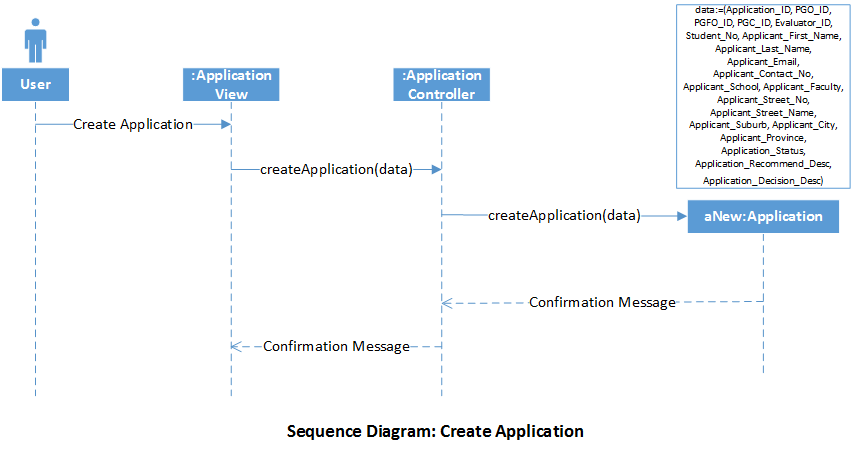 data:=(Application_ID, PGO_ID,
PGFO_ID, PGC_ID, Evaluator_ID,
Student_No, Applicant_First_Name,
Applicant_Last_Name,
Applicant_Email,
Applicant_Contact_No,
Applicant_School, Applicant_Faculty,
Applicant_Street_No,
Applicant_Street_Name,
Applicant_Suburb, Applicant_City,
Applicant_Province,
Application_Status,
Application_Recommend_Desc,
Application_Decision_Desc)
User
:Application
View
:Application
Controller
Create Application
createApplication(data)
createApplication(data)
aNew:Application
Confirmation Message
Confirmation Message
Sequence Diagram: Create Application